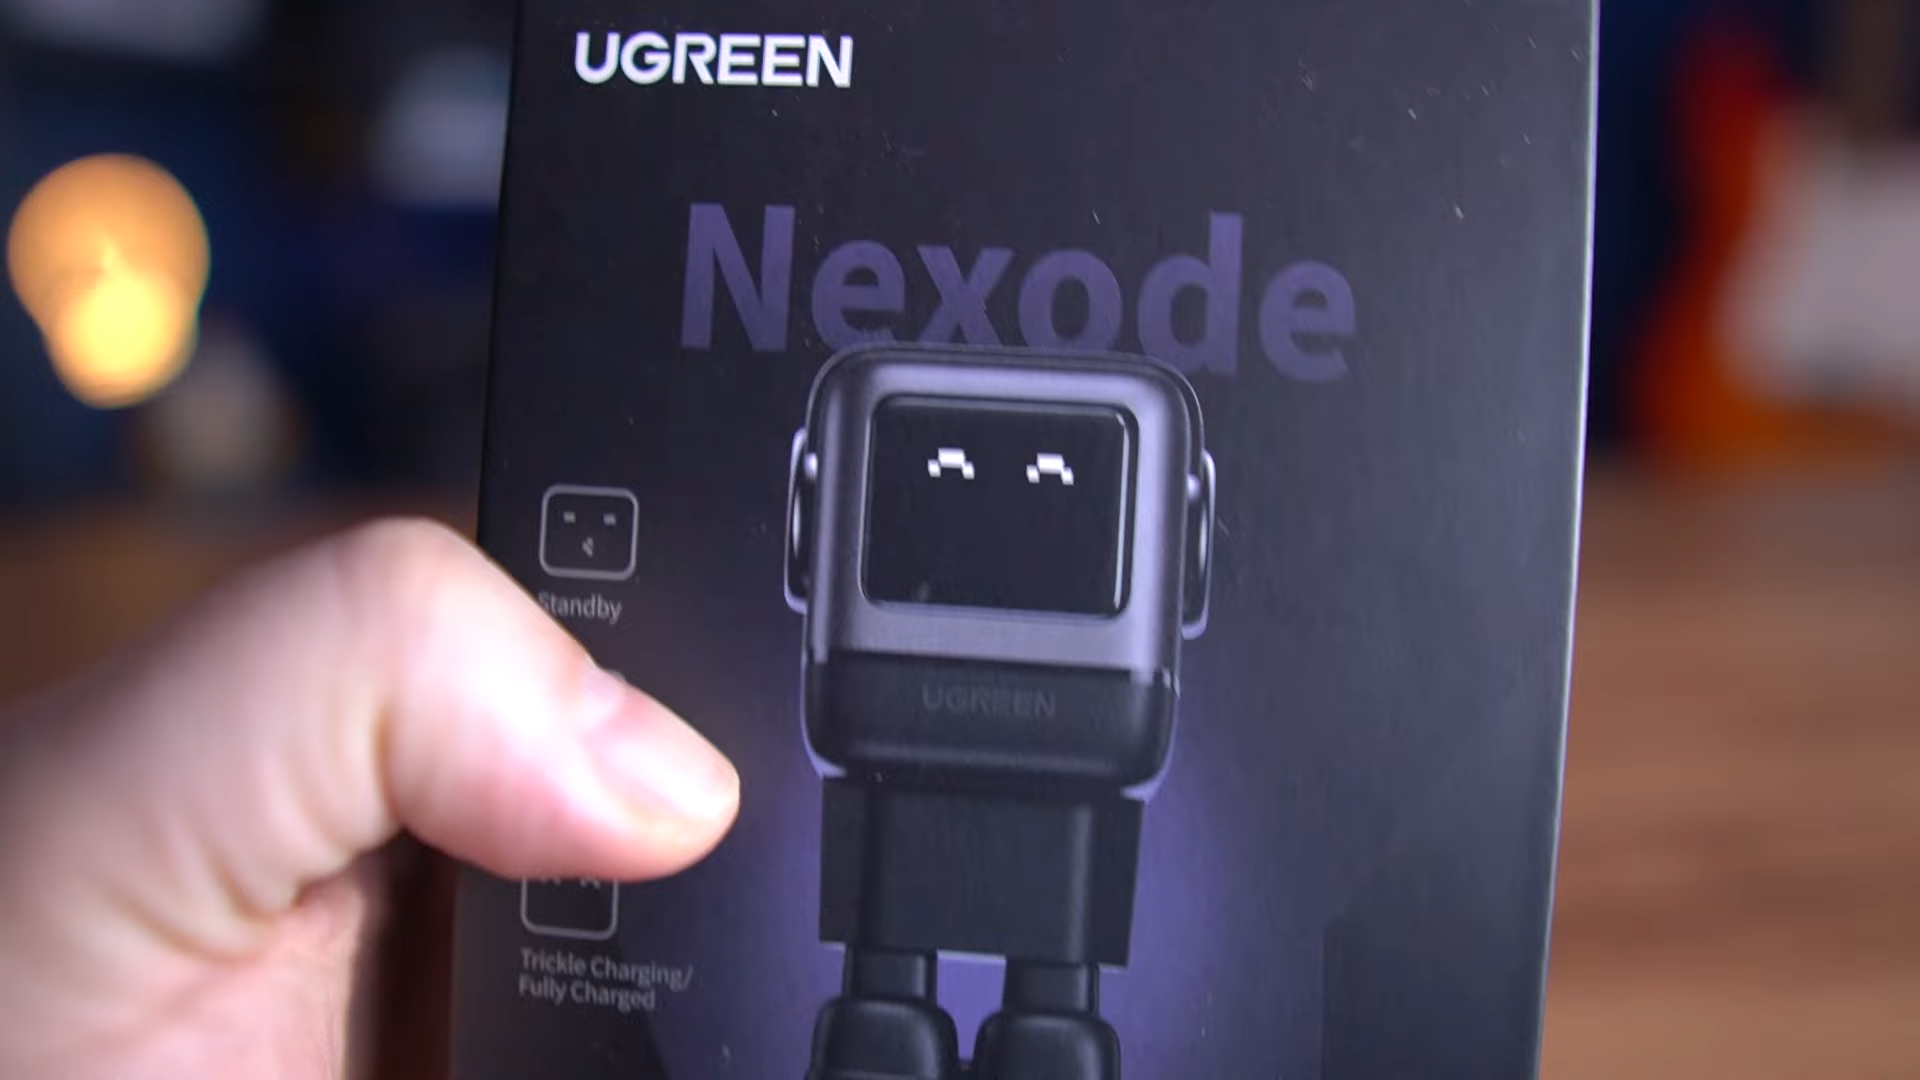 UGREEN
Nexode
Standby
UGREEN
Trickle Charging/
Fully Charged